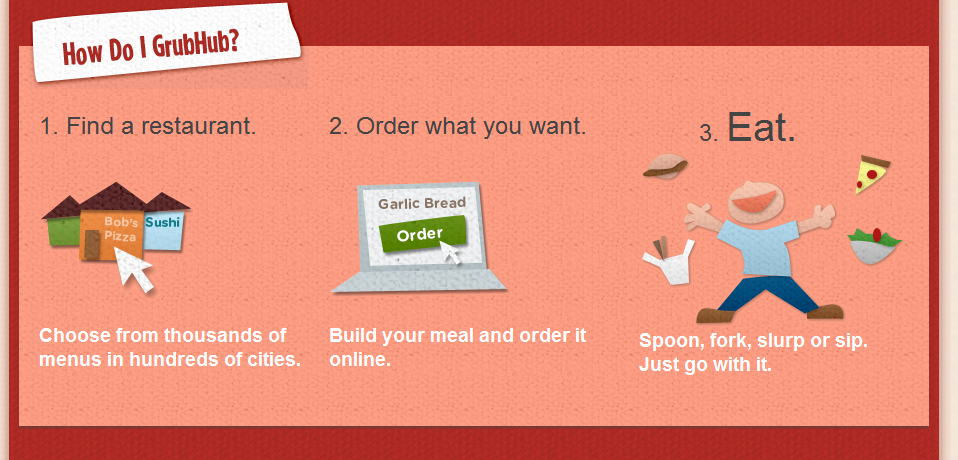 How Do I GrubHub?
1. Find a restaurant.
Bob's
Pizza
Sushi
Choose from thousands of
menus in hundreds of cities.
2. Order what you want.
Garlic Bread
Order
Build your meal and order it
online.
3. Eat.
Spoon, fork, slurp or sip.
Just go with it.